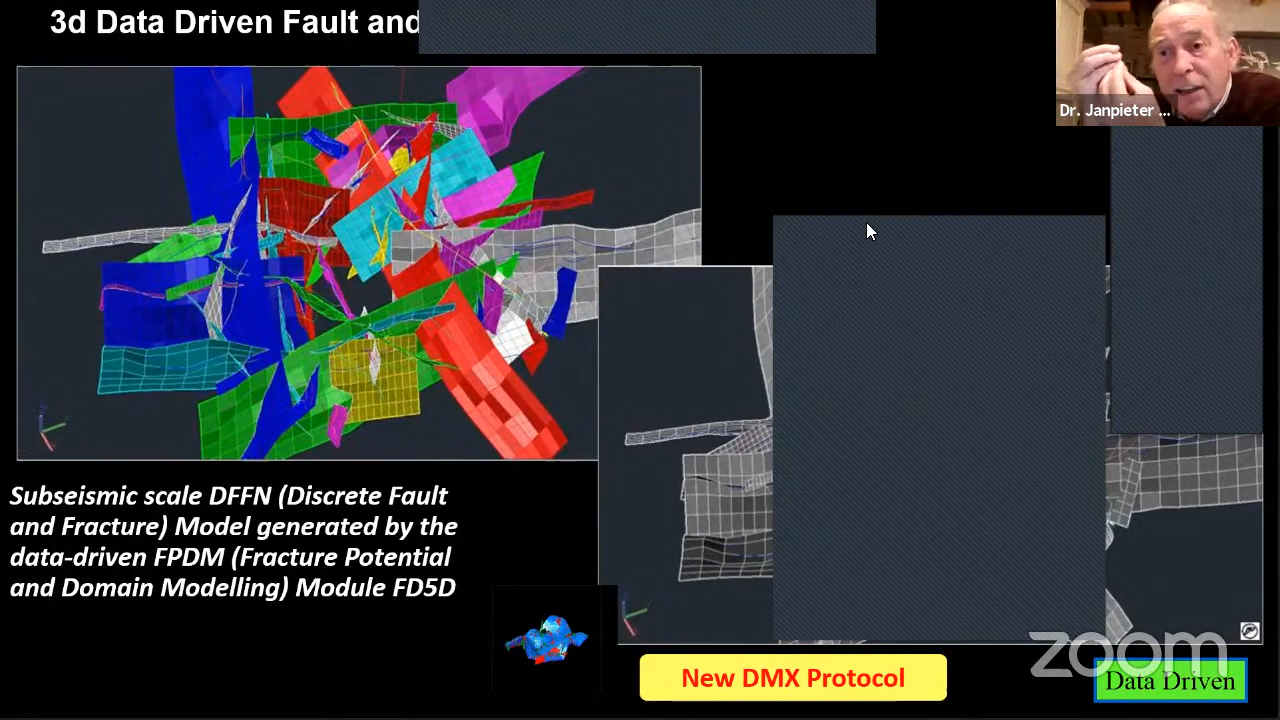 3d Data Driven Fault and
Dr. Janpieter ...
Subseismic scale DFFN (Discrete Fault
and Fracture) Model generated by the
data-driven FPDM (Fracture Potential
and Domain Modelling) Module FD5D
New DMX Protocol
zoom
Data Driven